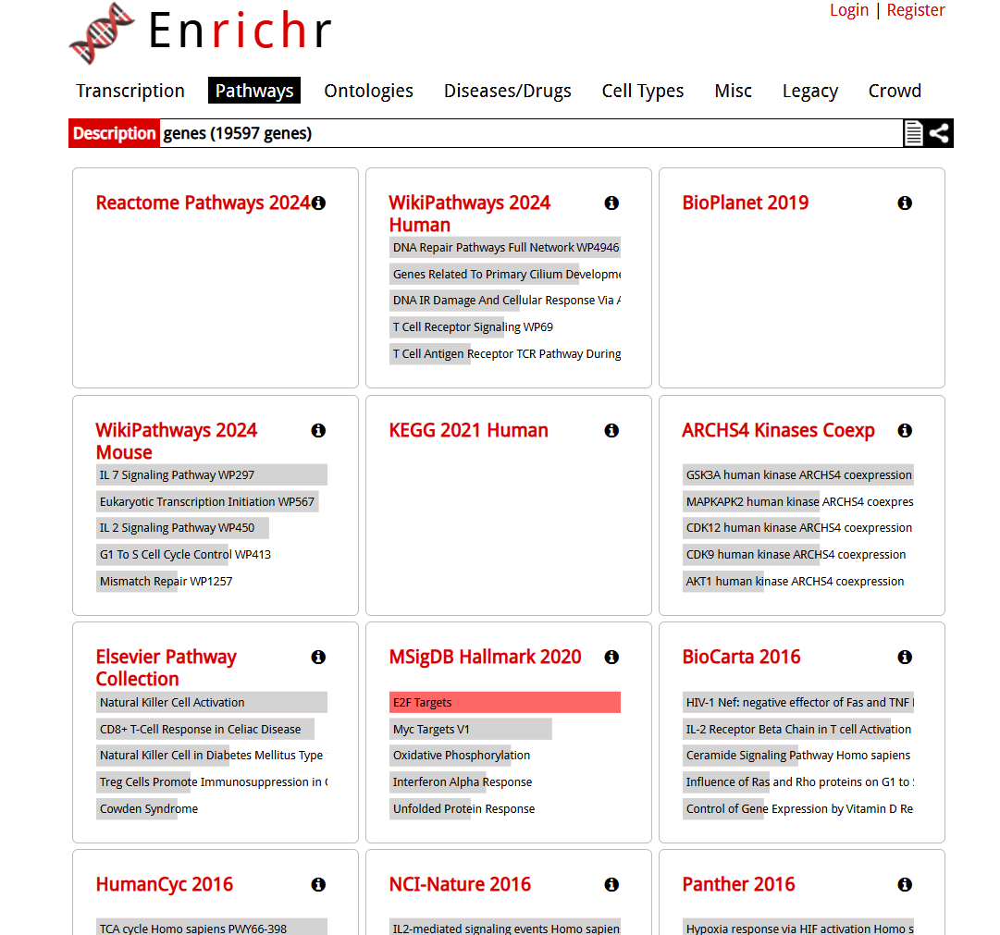 Enrichr
Login | Register
Transcription Pathways Ontologies Diseases/Drugs Cell Types Misc Legacy Crowd
Description genes (19597 genes)
Reactome Pathways 2024
WikiPathways 2024
Human
DNA Repair Pathways Full Network WP4946
Genes Related To Primary Cilium Developme
DNA IR Damage And Cellular Response Via A
T Cell Receptor Signaling WP69
T Cell Antigen Receptor TCR Pathway During
BioPlanet 2019
WikiPathways 2024
Mouse
IL 7 Signaling Pathway WP297
Eukaryotic Transcription Initiation WP567
IL 2 Signaling Pathway WP450
G1 To S Cell Cycle Control WP413
Mismatch Repair WP1257
KEGG 2021 Human
ARCHS4 Kinases Coexp
GSK3A human kinase ARCHS4 coexpression
MAPKAPK2 human kinase ARCHS4 coexpres
CDK12 human kinase ARCHS4 coexpression
CDK9 human kinase ARCHS4 coexpression
AKT1 human kinase ARCHS4 coexpression
Elsevier Pathway
Collection
Natural Killer Cell Activation
CD8+ T-Cell Response in Celiac Disease
Natural Killer Cell in Diabetes Mellitus Type
Treg Cells Promote Immunosuppression in
Cowden Syndrome
MSigDB Hallmark 2020
E2F Targets
Myc Targets V1
Oxidative Phosphorylation
Interferon Alpha Response
Unfolded Protein Response
BioCarta 2016
HIV-1 Nef: negative effector of Fas and TNF
IL-2 Receptor Beta Chain in T cell Activation
Ceramide Signaling Pathway Homo sapiens
Influence of Ras and Rho proteins on G1 to
Control of Gene Expression by Vitamin D Re
HumanCyc 2016
TCA cycle Homo sapiens PWY66-398
NCI-Nature 2016
IL2-mediated signaling events Homo sapien
Panther 2016
Hypoxia response via HIF activation Homo s